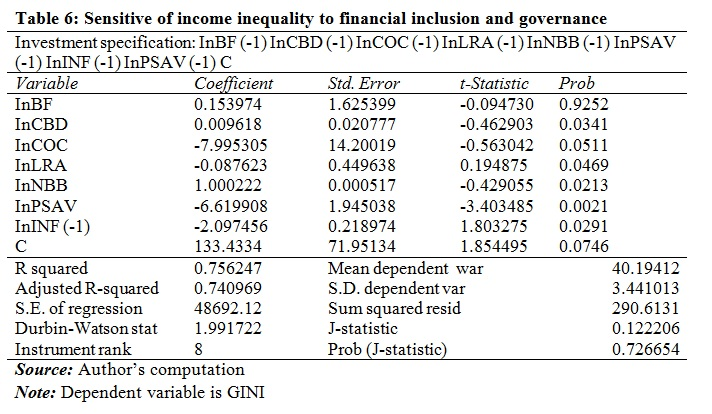 Table 6: Sensitive of income inequality to financial inclusion and governance
Investment specification: InBF (-1) InCBD (-1) InCOC (-1) InLRA (-1) InNBB (-1) InPSAV
(-1) InINF (-1) InPSAV (-1) C
Variable Coefficient Std. Error t-Statistic Prob
InBF 0.153974 1.625399 -0.094730 0.9252
InCBD 0.009618 0.020777 -0.462903 0.0341
InCOC -7.995305 14.20019 -0.563042 0.0511
InLRA -0.087623 0.449638 0.194875 0.0469
InNBB 1.000222 0.000517 -0.429055 0.0213
InPSAV -6.619908 1.945038 -3.403485 0.0021
InINF (-1) -2.097456 0.218974 1.803275 0.0291
C 133.4334 71.95134 1.854495 0.0746
R squared 0.756247 Mean dependent war 40.19412
Adjusted R-squared 0.740969 S.D. dependent var 3.441013
S.E. of regression 48692.12 Sum squared resid 290.6131
Durbin-Watson stat 1.991722 J-statistic 0.122206
Instrument rank 8 Prob (J-statistic) 0.726654
Source: Author's computation
Note: Dependent variable is GINI